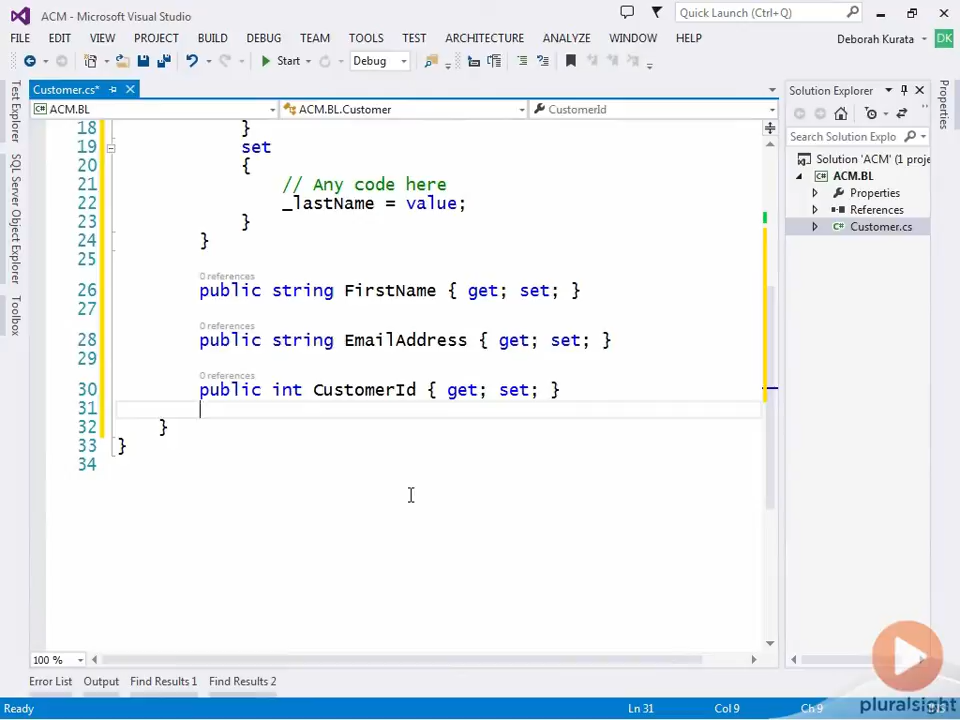 ACM - Microsoft Visual Studio
Quick Launch (Ctrl+Q)
FILE EDIT VIEW PROJECT BUILD DEBUG TEAM TOOLS TEST ARCHITECTURE ANALYZE WINDOW HELP
Deborah Kurata DK
Start Debug
Customer.cs*
ACM.BL ACM.BL.Customer CustomerId
Test Explorer
SQL Server Object Explorer
Toolbox
18 }
19 set
20 {
21 // Any code here
22 _lastName = value;
23 }
24 }
25
0 references
26 public string FirstName { get; set; }
27
0 references
28 public string EmailAddress { get; set; }
29
0 references
30 public int CustomerId { get; set; }
31
32 }
33 }
34
100 %
Solution Explorer
Search Solution Explo
Solution 'ACM' (1 proje
ACM.BL
Properties
References
Customer.cs
Properties
Error List Output Find Results 1 Find Results 2
Ready Ln 31 Col 9 Ch 9
pluralsight